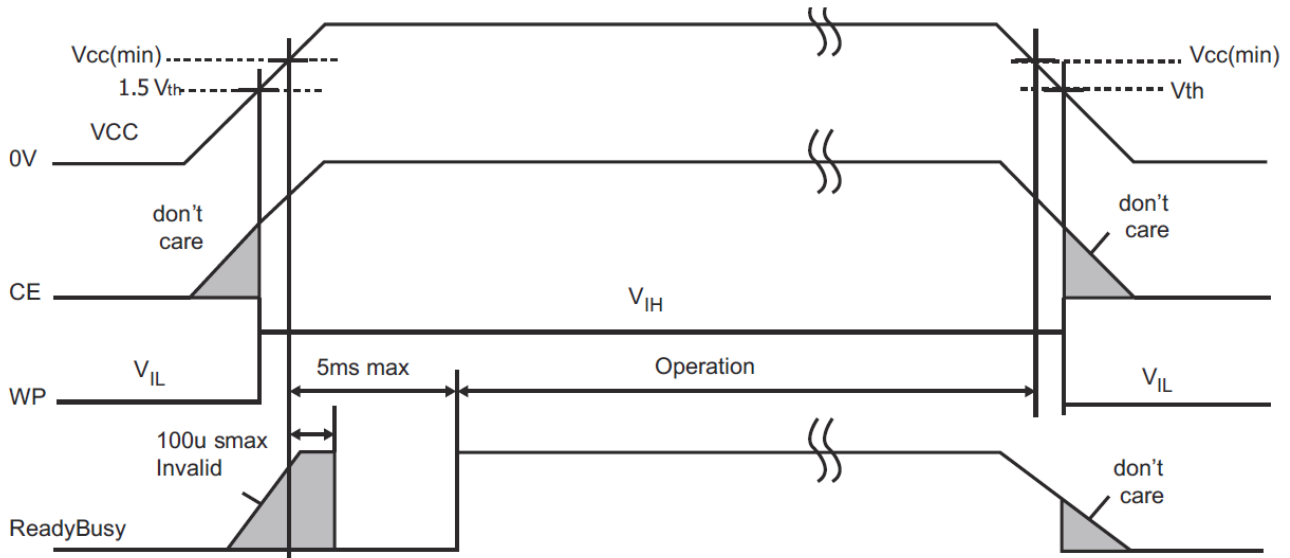 Vcc(min)
Vcc(min)
1.5 Vth
Vth
VCC
0V
don't
care
don't
care
CE
VIH
5ms max
Operation
VIL
VIL
WP
100u smax
Invalid
don't
care
ReadyBusy